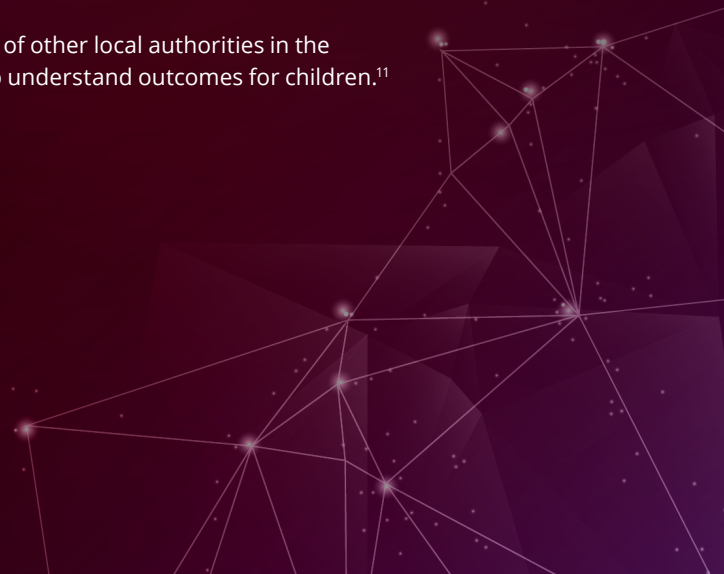 of other local authorities in the
understand outcomes for children.¹¹